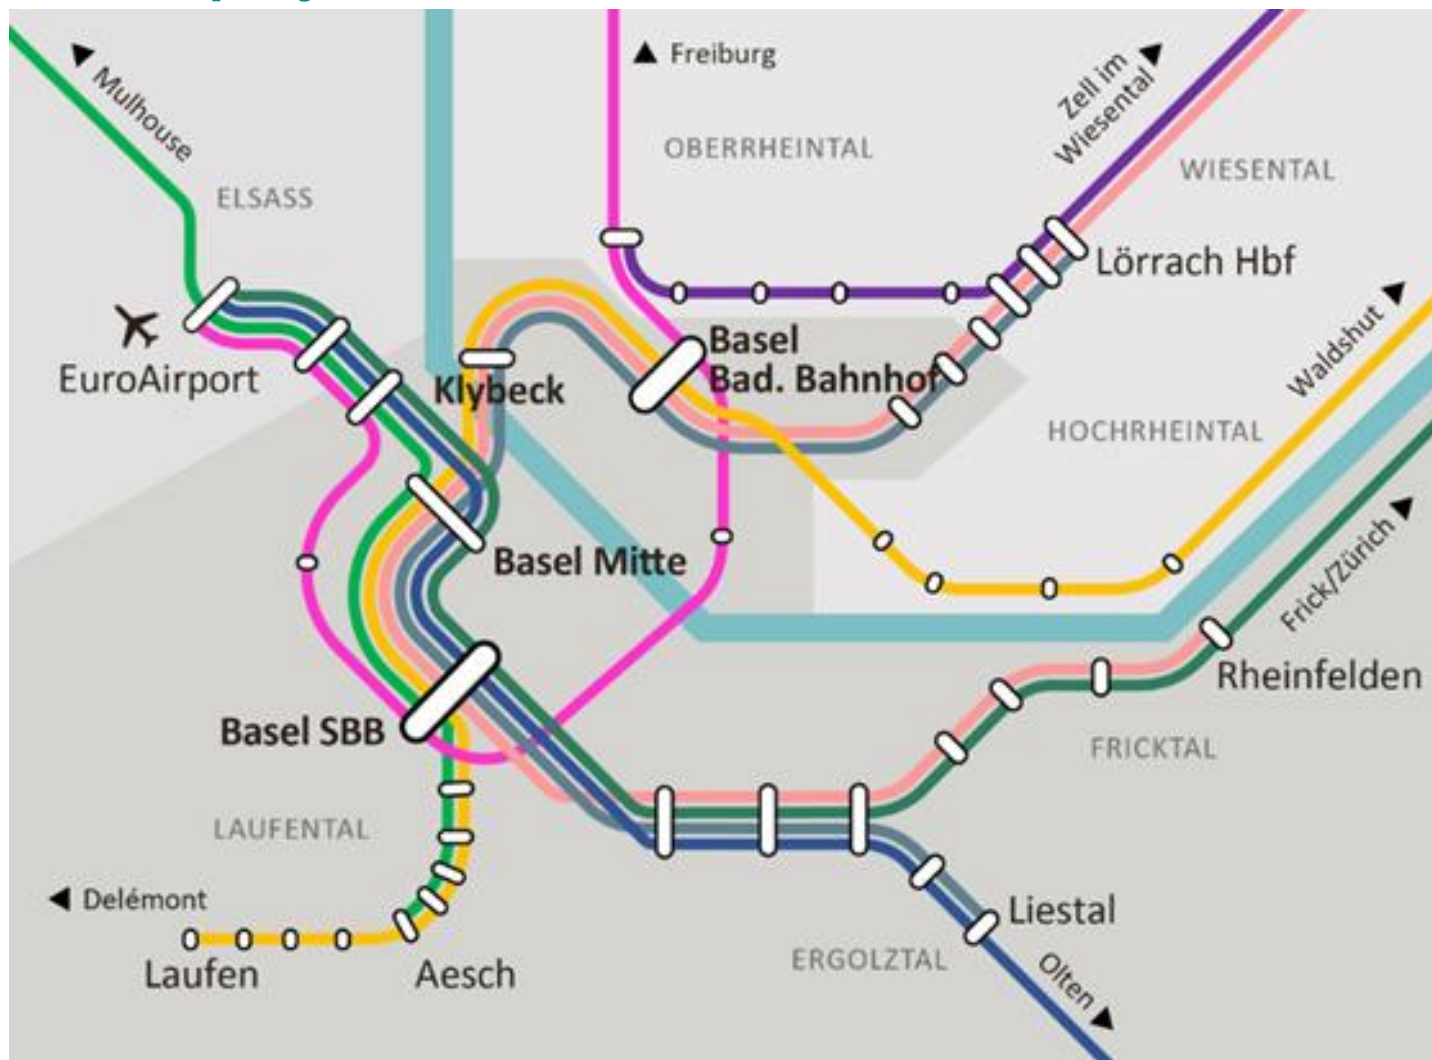 Freiburg
Mulhouse
Zell im
Wiesental
OBERRHEINTAL
WIESENTAL
ELSASS
Lörrach Hbf
EuroAirport
Klybeck
Basel
Bad. Bahnhof
Waldshut
HOCHRHEINTAL
Basel Mitte
Frick/Zürich
Rheinfelden
Basel SBB
FRICKTAL
LAUFENTAL
Delémont
Liestal
Laufen
Aesch
ERGOLZTAL
Olten